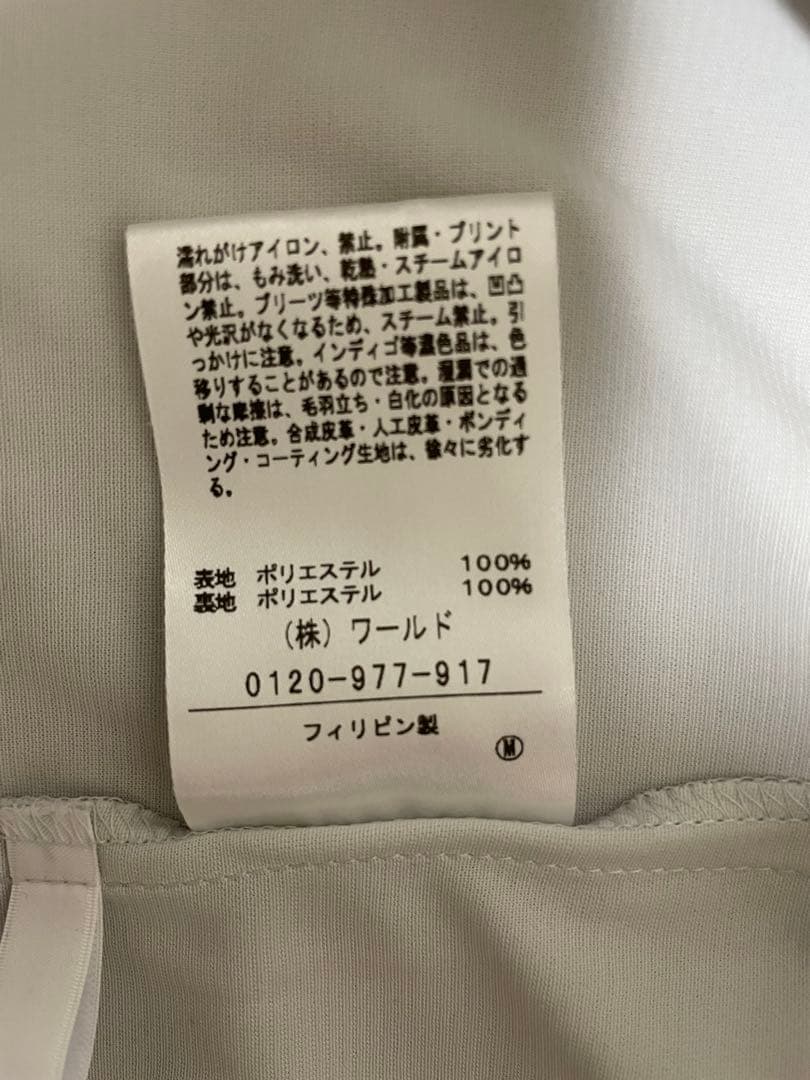 濡れがけアイロン、禁止。附属・プリント
部分は、もみ洗い、乾熱・スチームアイロ
ン禁止。プリーツ等特殊加工製品は、凹凸
や光沢がなくなるため、スチーム禁止。引
っかけに注意。インディゴ等濃色品は、色
移りすることがあるので注意。湿潤での過
剰な摩擦は、毛羽立ち・白化の原因となる
ため注意。合成皮革・人工皮革・ボンディ
ング・コーティング生地は、徐々に劣化す
る。
表地 ポリエステル 100%
裏地 ポリエステル 100%
(株) ワールド
0120-977-917
フィリピン製
Ⓜ